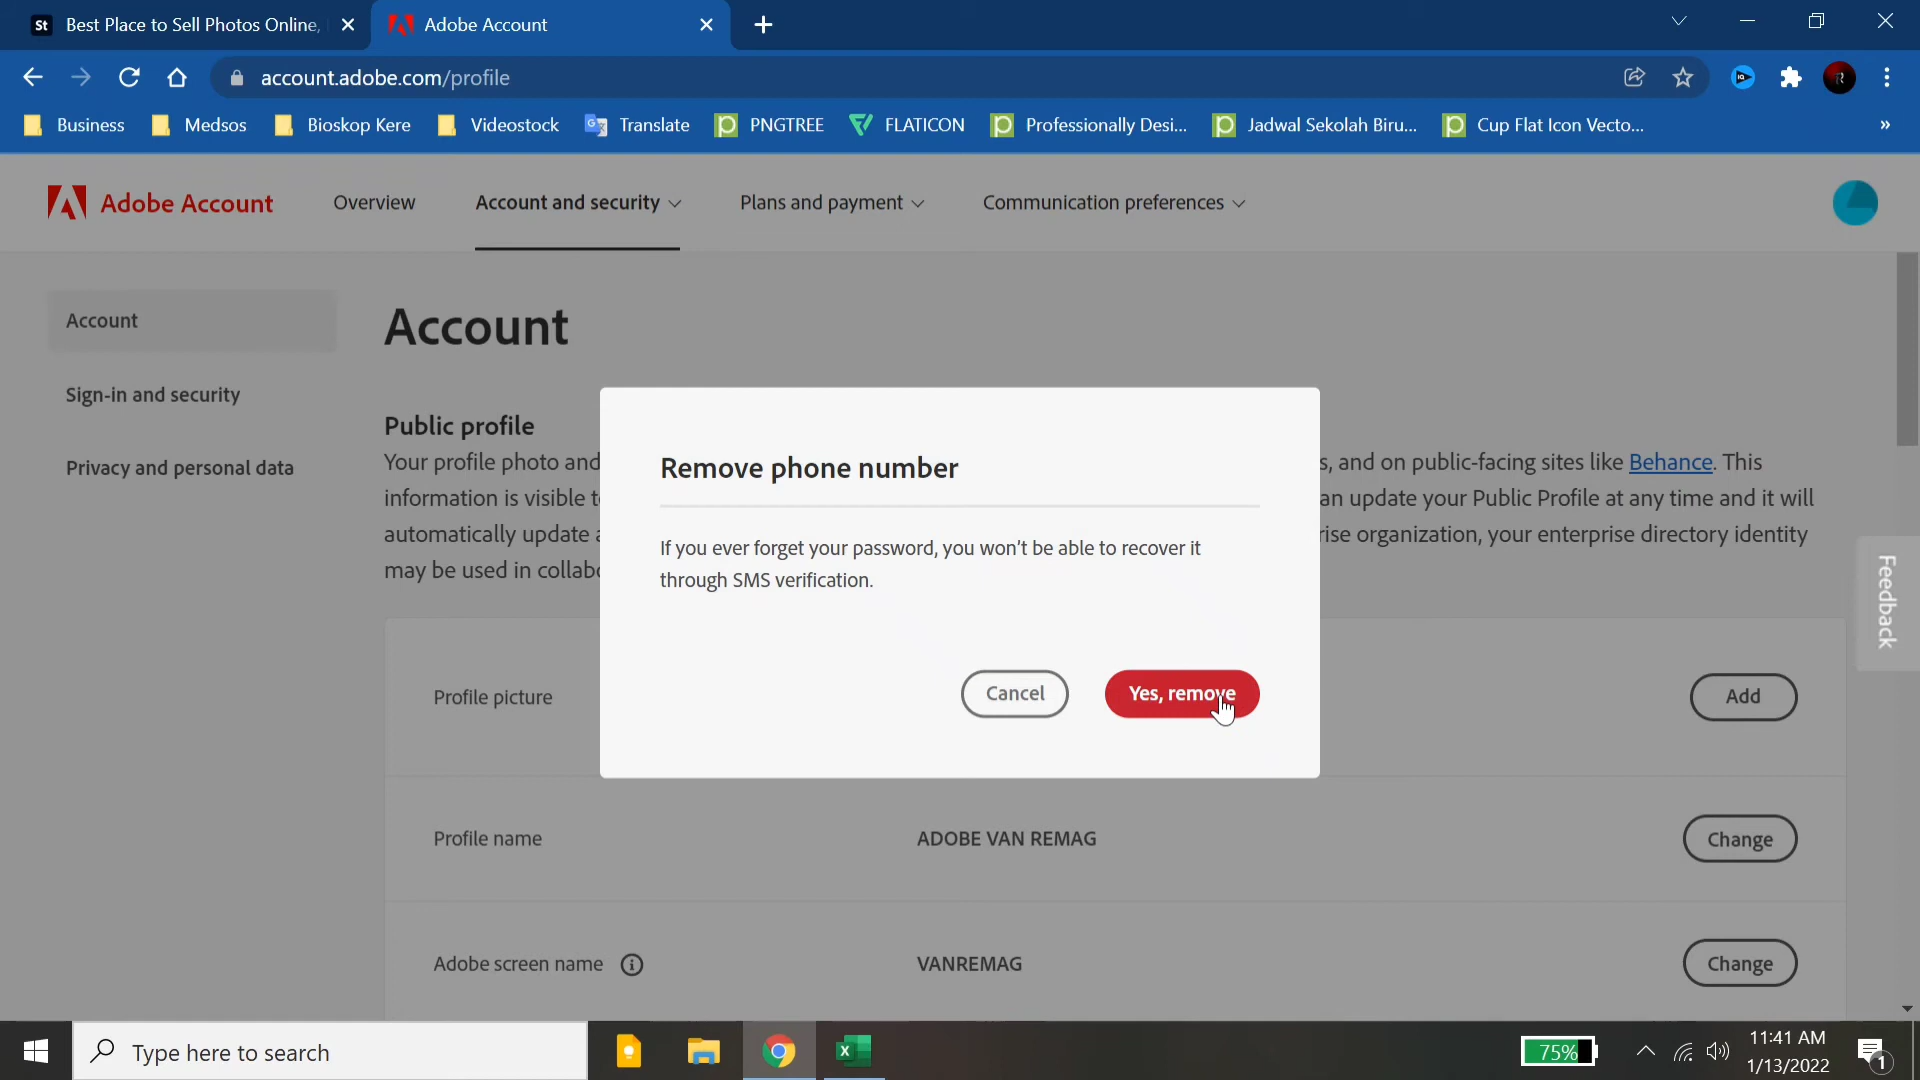 St Best Place to Sell Photos Online,
Adobe Account
account.adobe.com/profile
Business
Medsos
Bioskop Kere
Videostock
Translate
PNGTREE
FLATICON
Professionally Desi...
Jadwal Sekolah Biru...
Cup Flat Icon Vecto...
»
Adobe Account
Overview
Account and security
Plans and payment
Communication preferences
Account
Sign-in and security
Privacy and personal data
Account
Public profile
Your profile photo and
s, and on public-facing sites like Behance. This
information is visible t
an update your Public Profile at any time and it will
automatically update a
rise organization, your enterprise directory identity
may be used in collabo
Remove phone number
If you ever forget your password, you won't be able to recover it
through SMS verification.
Cancel
Yes, remove
Feedback
Profile picture
Add
Profile name
ADOBE VAN REMAG
Change
Adobe screen name
VANREMAG
Change
Type here to search
75%
11:41 AM
1/13/2022
1